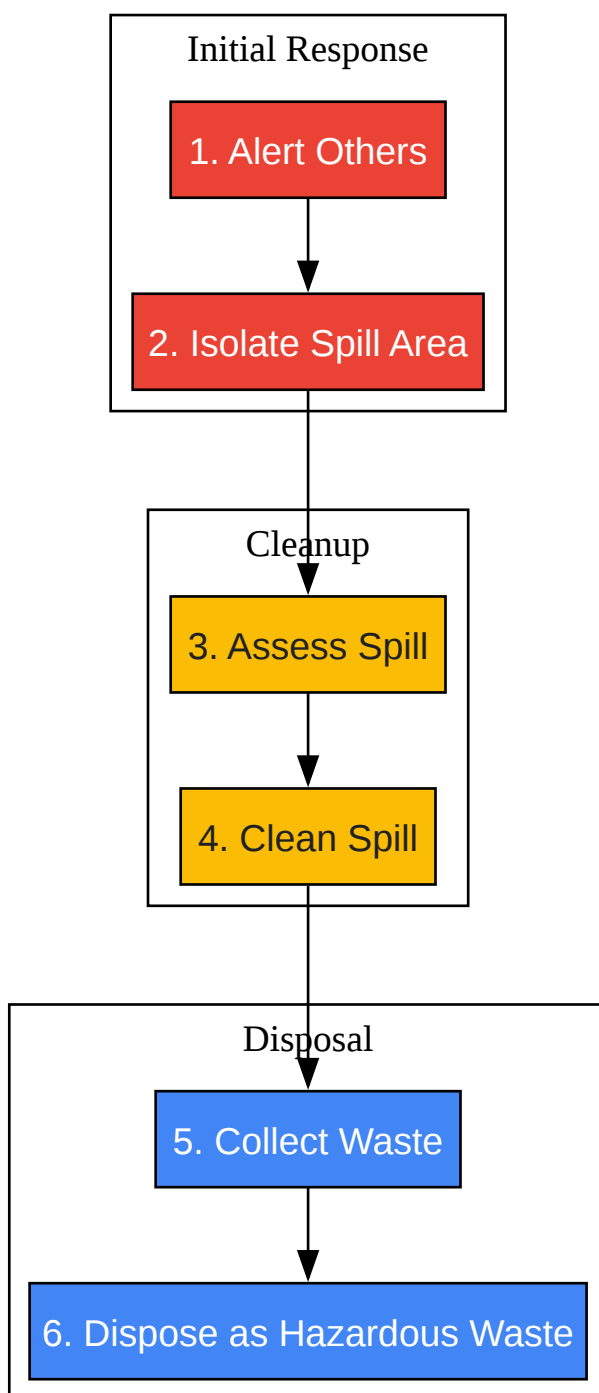 Initial Response
1. Alert Others
2. Isolate Spill Area
Cleanup
3. Assess Spill
4. Clean Spill
Disposal
5. Collect Waste
6. Dispose as Hazardous Waste